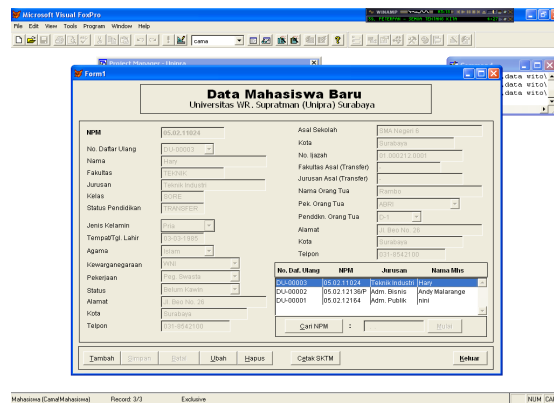 Microsoft Visual FoxPro
File Edit View Tools Program Window Help
cama
Project Manager - Unipra
Form1
Data Mahasiswa Baru
Universitas WR. Supratman (Unipra) Surabaya
NPM 05.02.11024
No. Daftar Ulang DU-00003
Nama Hary
Fakultas TEKNIK
Jurusan Teknik Industri
Kelas SORE
Status Pendidikan TRANSFER
Jenis Kelamin Pria
Tempat/Tgl. Lahir 03-03-1985
Agama Islam
Kewarganegaraan WNI
Pekerjaan Peg. Swasta
Status Belum Kawin
Alamat Jl. Beo No. 26
Kota Surabaya
Telpon 031-8542100
Asal Sekolah SMA Negeri 6
Kota Surabaya
No. Ijazah 01.000212.0001
Fakultas Asal (Transfer)
Jurusan Asal (Transfer)
Nama Orang Tua Rambo
Pek. Orang Tua ABRI
Penddkn. Orang Tua D-3
Alamat Jl. Beo No. 26
Kota Surabaya
Telpon 031-8542100
No. Daf. Ulang NPM Jurusan Nama Mhs
DU-00003 05.02.11024 Teknik Industri Hary
DU-00002 05.02.12136/P Adm. Bisnis Andy Malarange
DU-00001 05.02.12164 Adm. Publik nini
Cari NPM : Mulai
Tambah Simpan Batal Ubah Hapus Cetak SKTM Keluar
.data wito\
.data wito\
.data wito\
Mahasiswa (Cama!Mahasiswa) Record: 3/3 Exclusive NUM